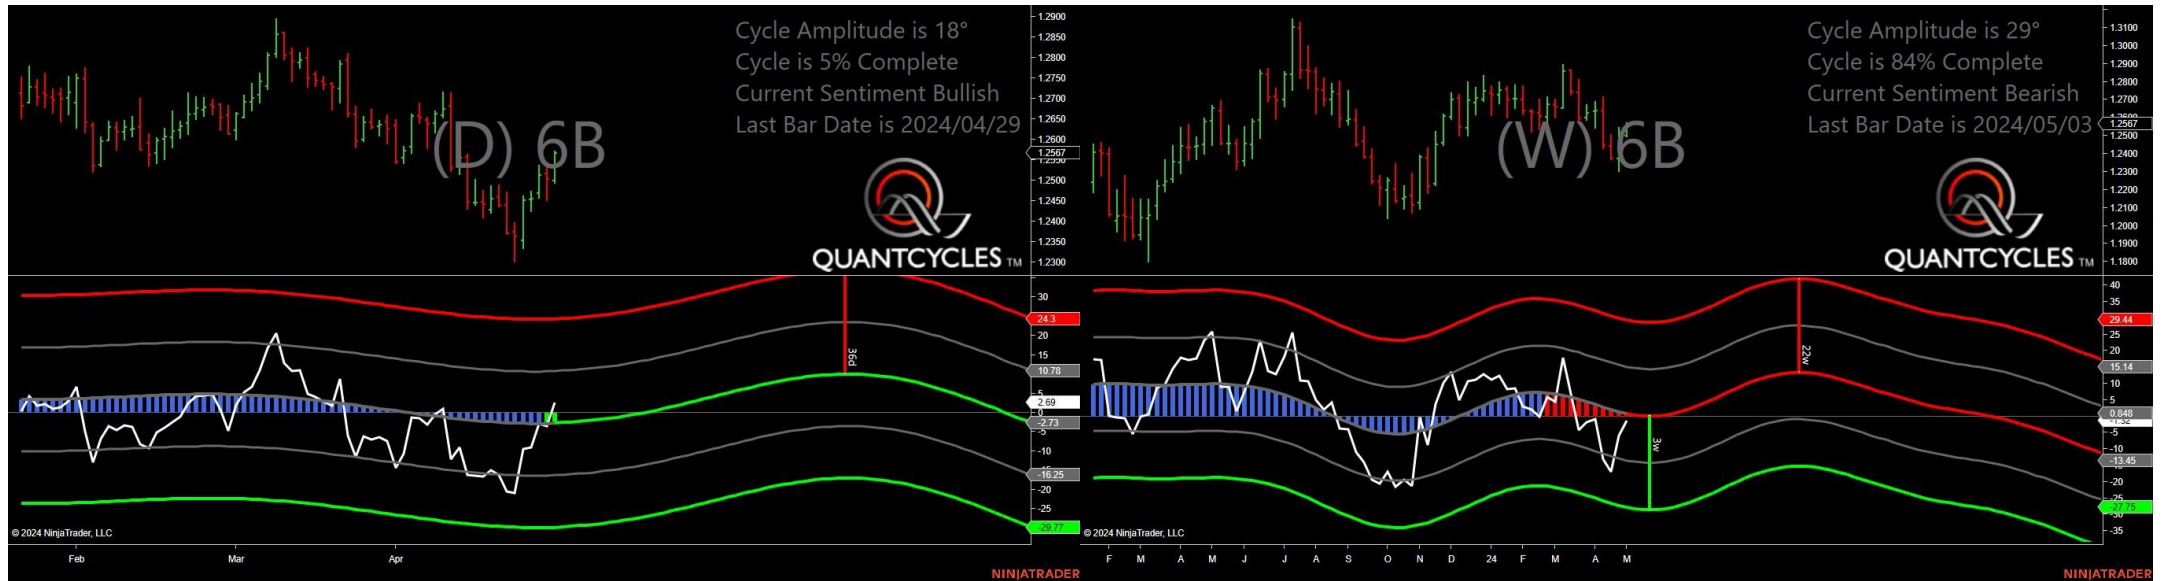 Cycle Amplitude is 18°
Cycle is 5% Complete
Current Sentiment Bullish
Last Bar Date is 2024/04/29
(D) 6B
QUANTCYCLES TM
1.2900
1.2850
1.2800
1.2750
1.2700
1.2650
1.2600
1.2567
1.2500
1.2450
1.2400
1.2350
1.2300
36d
30
24.3
20
15
10.78
5
2.69
0
-2.73
-5
-10
-16.25
-20
-25
-29.77
© 2024 NinjaTrader, LLC
Feb
Mar
Apr
NINJATRADER
Cycle Amplitude is 29°
Cycle is 84% Complete
Current Sentiment Bearish
Last Bar Date is 2024/05/03
(W) 6B
QUANTCYCLES TM
1.3100
1.3000
1.2900
1.2800
1.2700
1.2567
1.2500
1.2400
1.2300
1.2200
1.2100
1.2000
1.1900
1.1800
22w
3w
40
35
29.44
25
20
15.14
10
5
0.848
-1.32
-5
-10
-13.45
-20
-25
-27.75
-30
-35
© 2024 NinjaTrader, LLC
F M A M J J A S O N D 24 F M A M
NINJATRADER